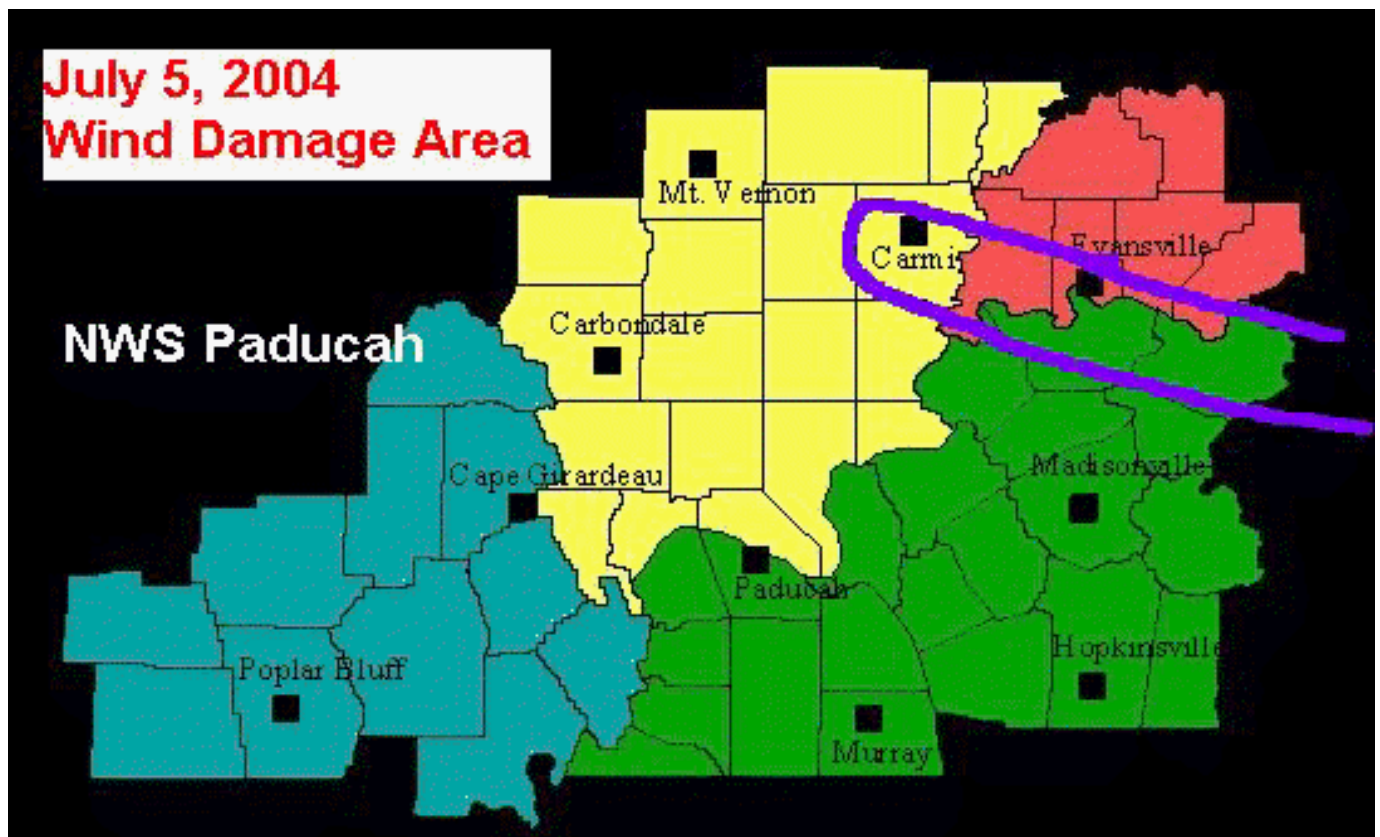 July 5, 2004
Wind Damage Area
Mt. Vernon
Carmi
Evansville
Carbondale
NWS Paducah
Cape Girardeau
Madisonville
Paducah
Poplar Bluff
Hopkinsville
Murray